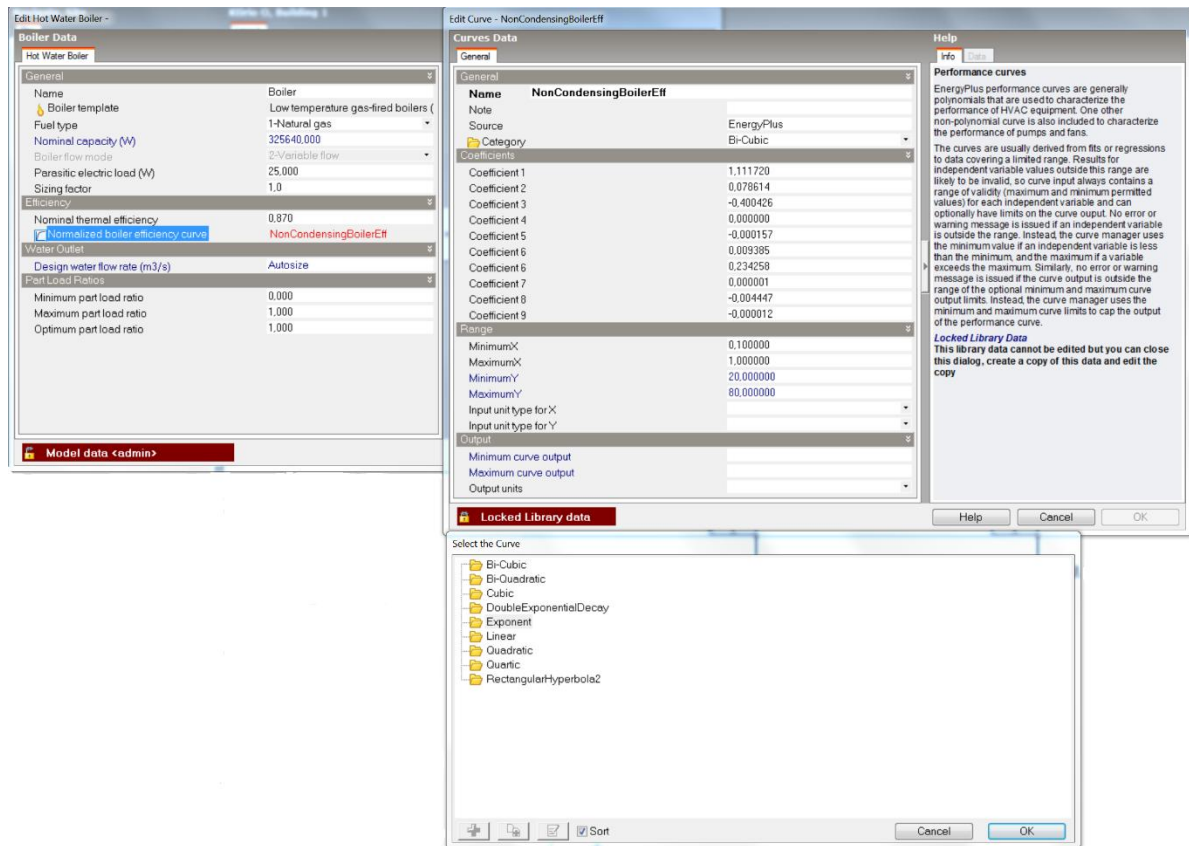 Edit Hot Water Boiler -
Boiler Data
Hot Water Boiler
General
Name Boiler
Boiler template Low temperature gas-fired boilers (
Fuel type 1-Natural gas
Nominal capacity (W) 325640,000
Boiler flow mode 2-Variable flow
Parasitic electric load (W) 25,000
Sizing factor 1,0
Efficiency
Nominal thermal efficiency 0,870
Normalized boiler efficiency curve NonCondensingBoilerEff
Water Outlet
Design water flow rate (m3/s) Autosize
Part Load Ratios
Minimum part load ratio 0,000
Maximum part load ratio 1,000
Optimum part load ratio 1,000
Model data <admin>
Edit Curve - NonCondensingBoilerEff
Curves Data
General
General
Name NonCondensingBoilerEff
Note
Source EnergyPlus
Category Bi-Cubic
Coefficients
Coefficient 1 1,111720
Coefficient 2 0,078614
Coefficient 3 -0,400426
Coefficient 4 0,000000
Coefficient 5 -0,000157
Coefficient 6 0,009385
Coefficient 6 0,234258
Coefficient 7 0,000001
Coefficient 8 -0,004447
Coefficient 9 -0,000012
Range
MinimumX 0,100000
MaximumX 1,000000
MinimumY 20,000000
MaximumY 80,000000
Input unit type for X
Input unit type for Y
Output
Minimum curve output
Maximum curve output
Output units
Locked Library data
Help
Info Data
Performance curves
EnergyPlus performance curves are generally
polynomials that are used to characterize the
performance of HVAC equipment. One other
non-polynomial curve is also included to characterize
the performance of pumps and fans.
The curves are usually derived from fits or regressions
to data covering a limited range. Results for
independent variable values outside this range are
likely to be invalid, so curve input always contains a
range of validity (maximum and minimum permitted
values) for each independent variable and can
optionally have limits on the curve ouput. No error or
warning message is issued if an independent variable
is outside the range. Instead, the curve manager uses
the minimum value if an independent variable is less
than the minimum, and the maximum if a variable
exceeds the maximum. Similarly, no error or warning
message is issued if the curve output is outside the
range of the optional minimum and maximum curve
output limits. Instead, the curve manager uses the
minimum and maximum curve limits to cap the output
of the performance curve.
Locked Library Data
This library data cannot be edited but you can close
this dialog, create a copy of this data and edit the
copy
Help Cancel OK
Select the Curve
Bi-Cubic
Bi-Quadratic
Cubic
DoubleExponentialDecay
Exponent
Linear
Quadratic
Quartic
RectangularHyperbola2
Sort
Cancel OK